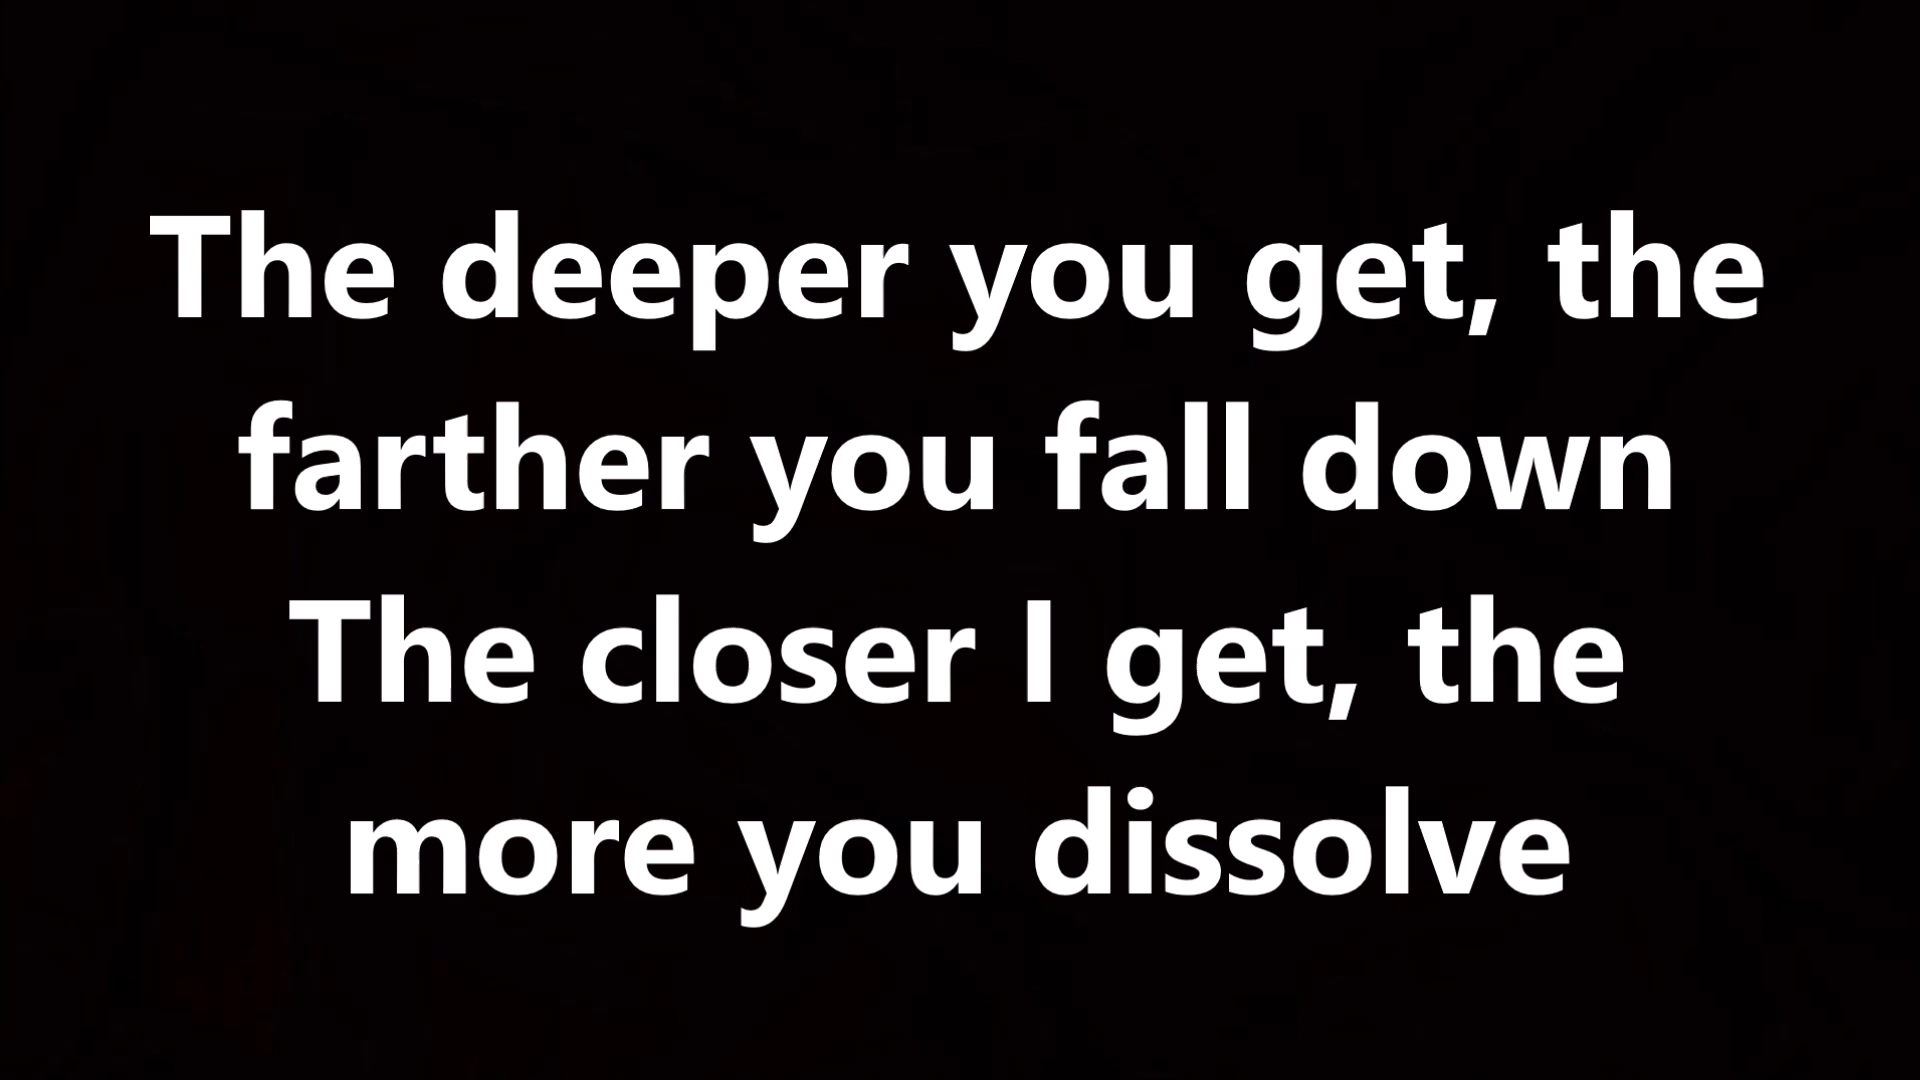 The deeper you get, the
farther you fall down
The closer I get, the
more you dissolve